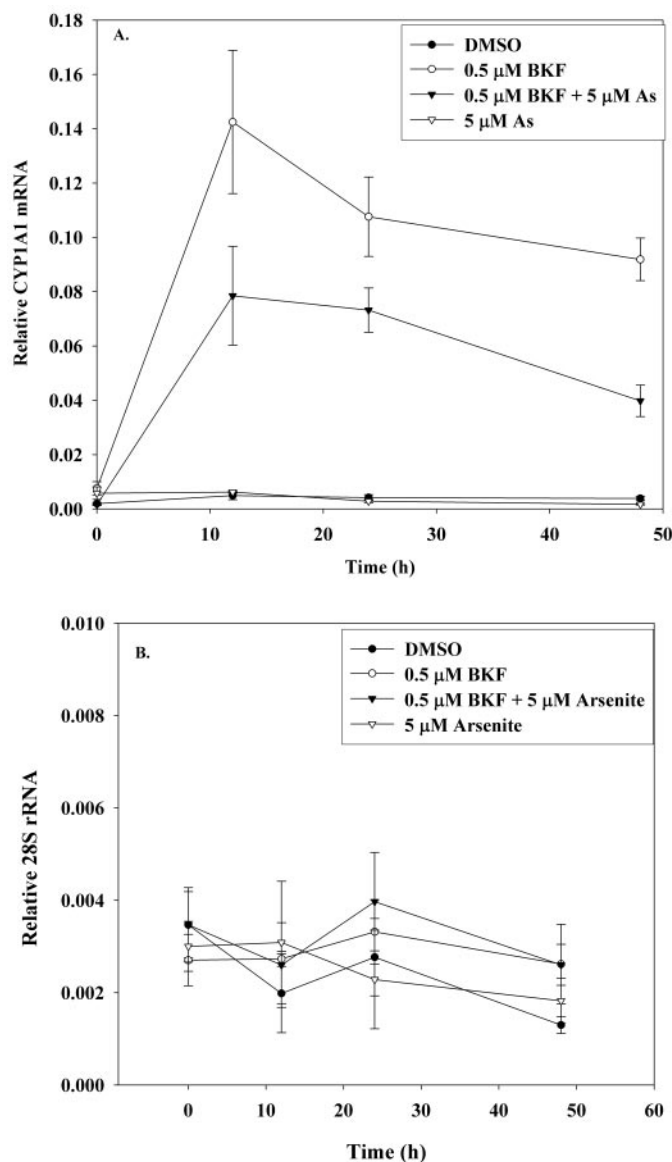 A.
DMSO
0.5 μM BKF
0.5 μM BKF + 5 μM As
5 μM As
0.18
0.16
0.14
0.12
0.10
0.08
0.06
0.04
0.02
0.00
Relative CYP1A1 mRNA
0 10 20 30 40 50
Time (h)
B.
DMSO
0.5 μM BKF
0.5 μM BKF + 5 μM Arsenite
5 μM Arsenite
0.010
0.008
0.006
0.004
0.002
0.000
Relative 28S rRNA
0 10 20 30 40 50 60
Time (h)